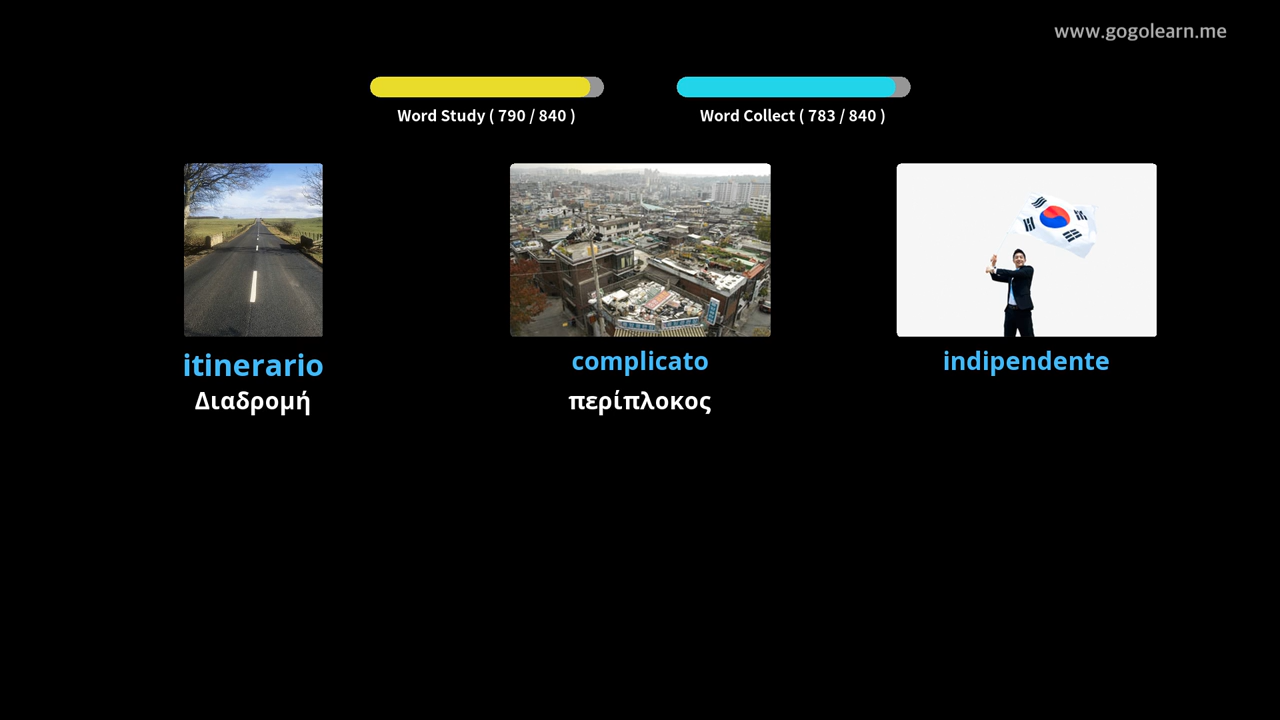 www.gogolearn.me
Word Study ( 790 / 840 )
Word Collect ( 783 / 840 )
itinerario
complicato
indipendente
Διαδρομή
περίπλοκος